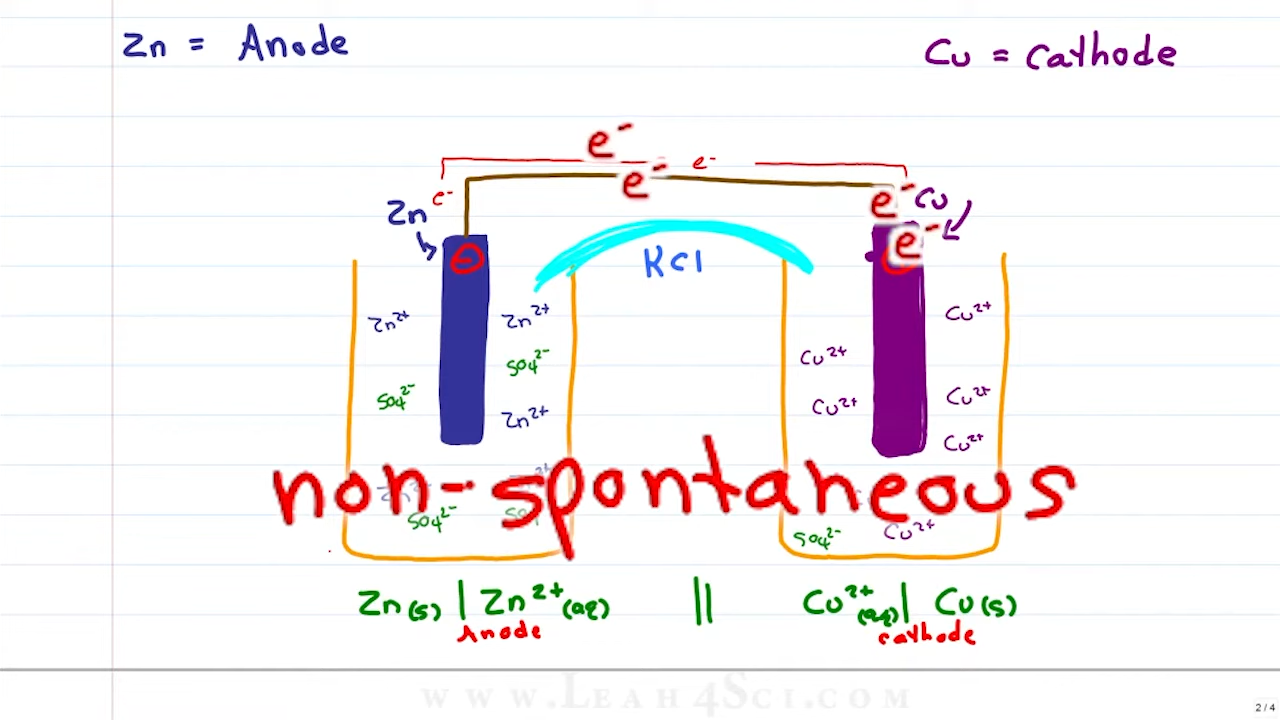 Zn = Anode
Cu = Cathode
e⁻
e⁻
e⁻
e⁻
e⁻
e⁻
Zn
Cu
KCl
Zn²⁺
Zn²⁺
Cu²⁺
SO₄²⁻
Cu²⁺
SO₄²⁻
Zn²⁺
Cu²⁺
Cu²⁺
Cu²⁺
non-spontaneous
SO₄²⁻
SO₄²⁻
Cu²⁺
Zn(s) | Zn²⁺(aq) || Cu²⁺(aq) | Cu(s)
Anode
cathode
www.Leah4Sci.com
2 / 4